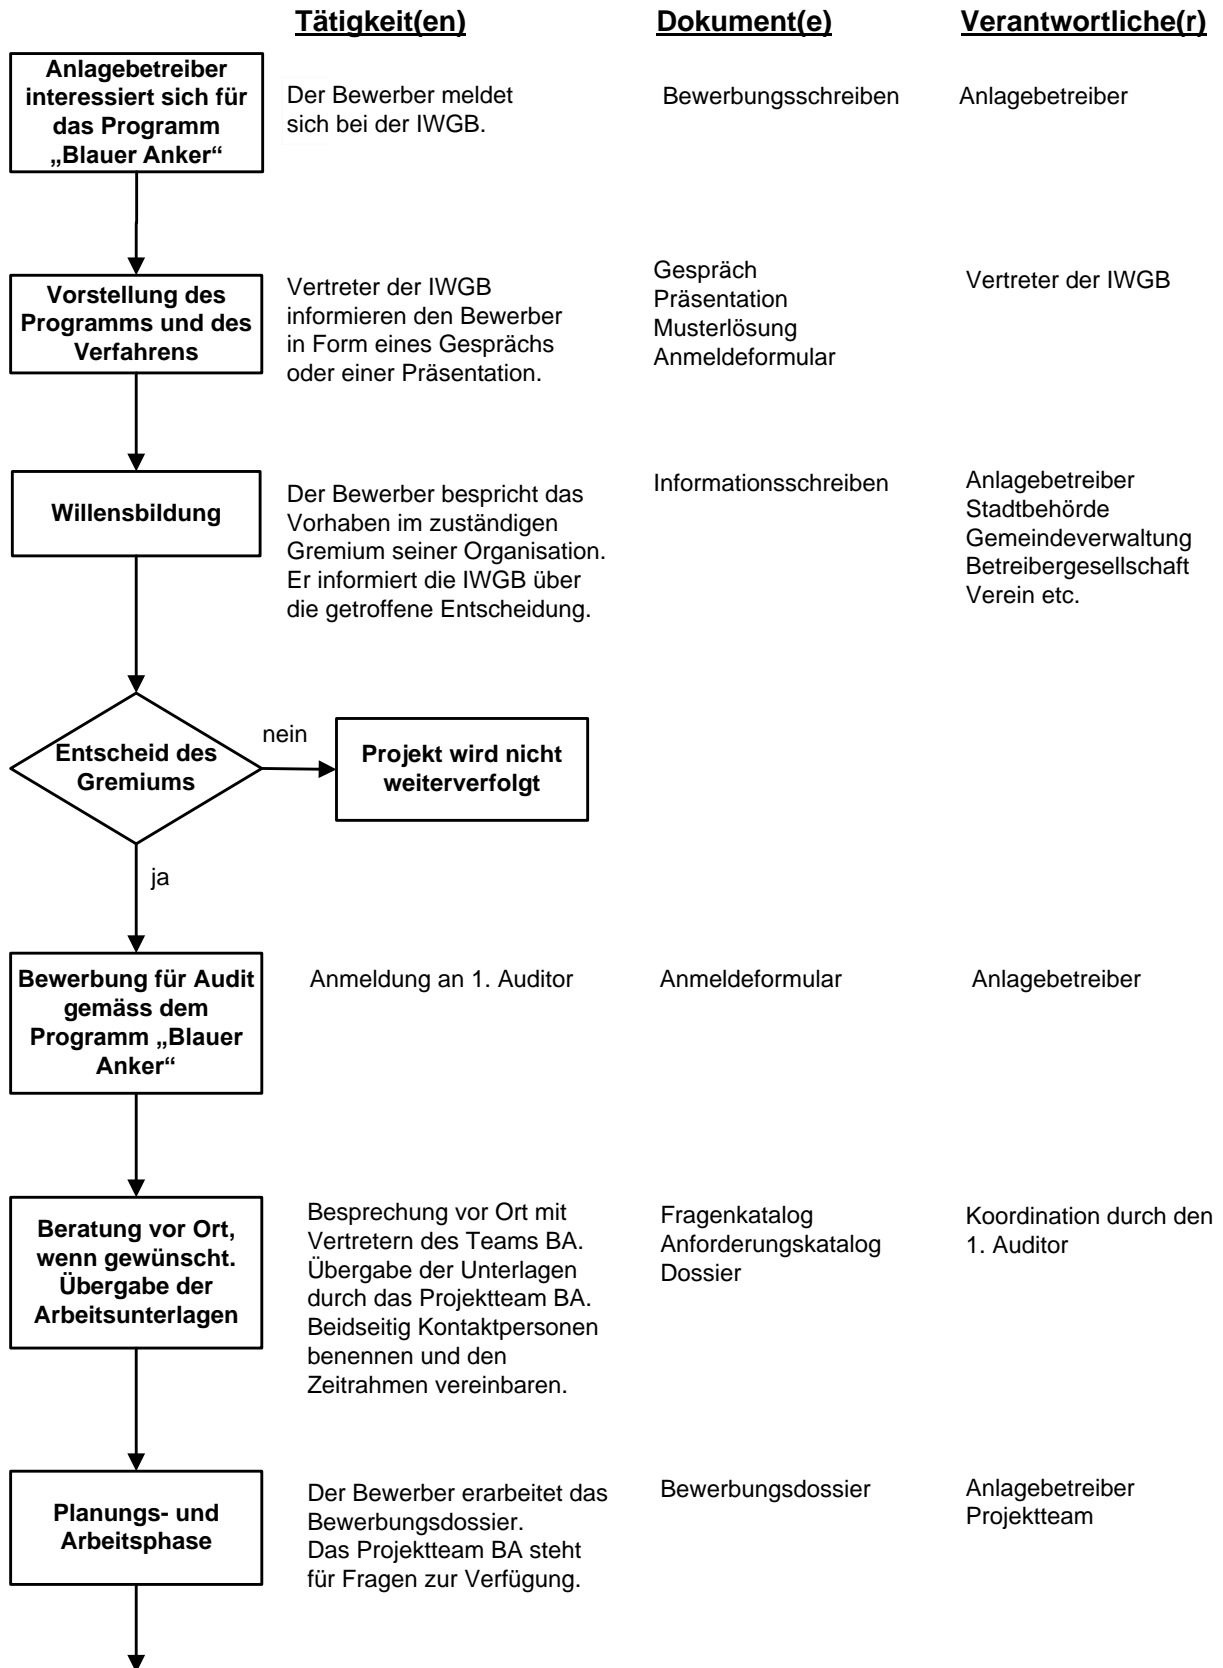 Tätigkeit(en)
Dokument(e)
Verantwortliche(r)
Anlagebetreiber
interessiert sich für
das Programm
„Blauer Anker“
Der Bewerber meldet
sich bei der IWGB.
Bewerbungsschreiben
Anlagebetreiber
Vorstellung des
Programms und des
Verfahrens
Vertreter der IWGB
informieren den Bewerber
in Form eines Gesprächs
oder einer Präsentation.
Gespräch
Präsentation
Musterlösung
Anmeldeformular
Vertreter der IWGB
Willensbildung
Der Bewerber bespricht das
Vorhaben im zuständigen
Gremium seiner Organisation.
Er informiert die IWGB über
die getroffene Entscheidung.
Informationsschreiben
Anlagebetreiber
Stadtbehörde
Gemeindeverwaltung
Betreibergesellschaft
Verein etc.
Entscheid des
Gremiums
nein
Projekt wird nicht
weiterverfolgt
ja
Bewerbung für Audit
gemäss dem
Programm „Blauer
Anker“
Anmeldung an 1. Auditor
Anmeldeformular
Anlagebetreiber
Beratung vor Ort,
wenn gewünscht.
Übergabe der
Arbeitsunterlagen
Besprechung vor Ort mit
Vertretern des Teams BA.
Übergabe der Unterlagen
durch das Projektteam BA.
Beidseitig Kontaktpersonen
benennen und den
Zeitrahmen vereinbaren.
Fragenkatalog
Anforderungskatalog
Dossier
Koordination durch den
1. Auditor
Planungs- und
Arbeitsphase
Der Bewerber erarbeitet das
Bewerbungsdossier.
Das Projektteam BA steht
für Fragen zur Verfügung.
Bewerbungsdossier
Anlagebetreiber
Projektteam